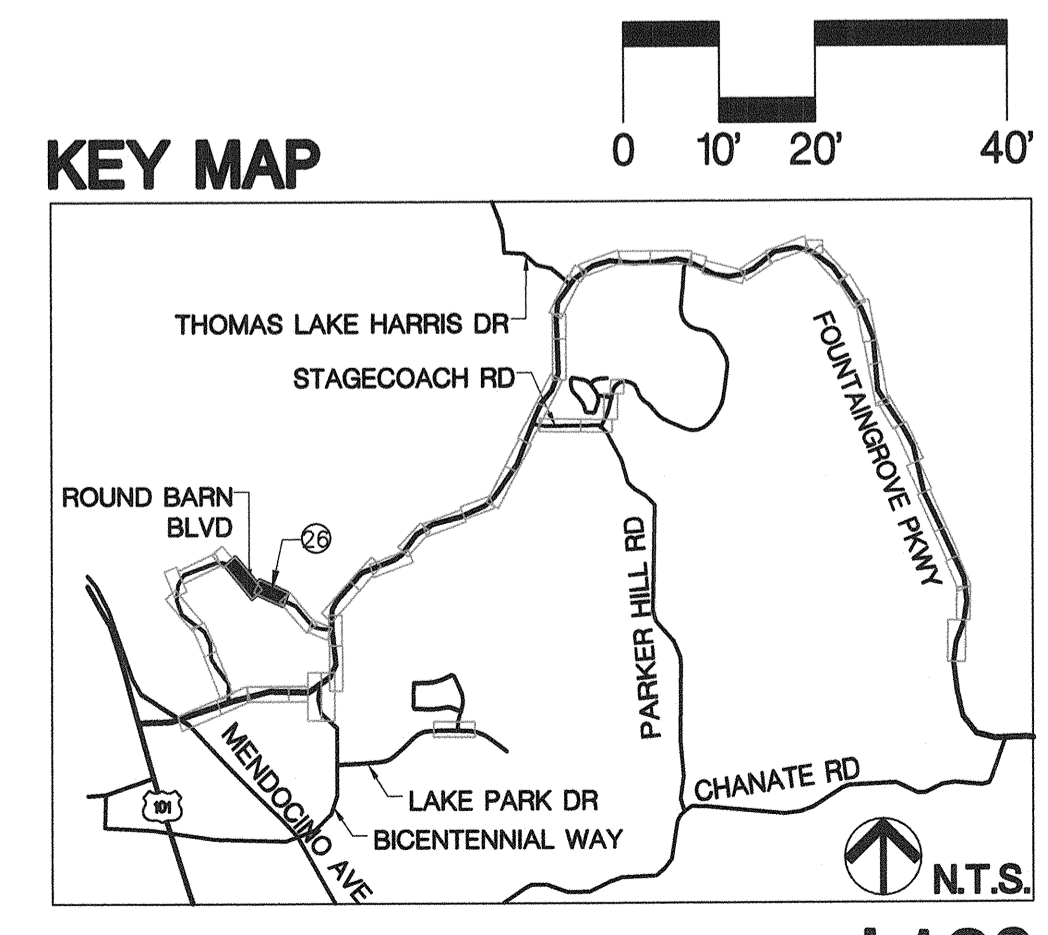 0 10' 20' 40'
KEY MAP
THOMAS LAKE HARRIS DR
STAGECOACH RD
FOUNTAINGROVE PKWY
ROUND BARN
BLVD
26
PARKER HILL RD
MENDOCINO AVE
CHANATE RD
LAKE PARK DR
101
BICENTENNIAL WAY
N.T.S.